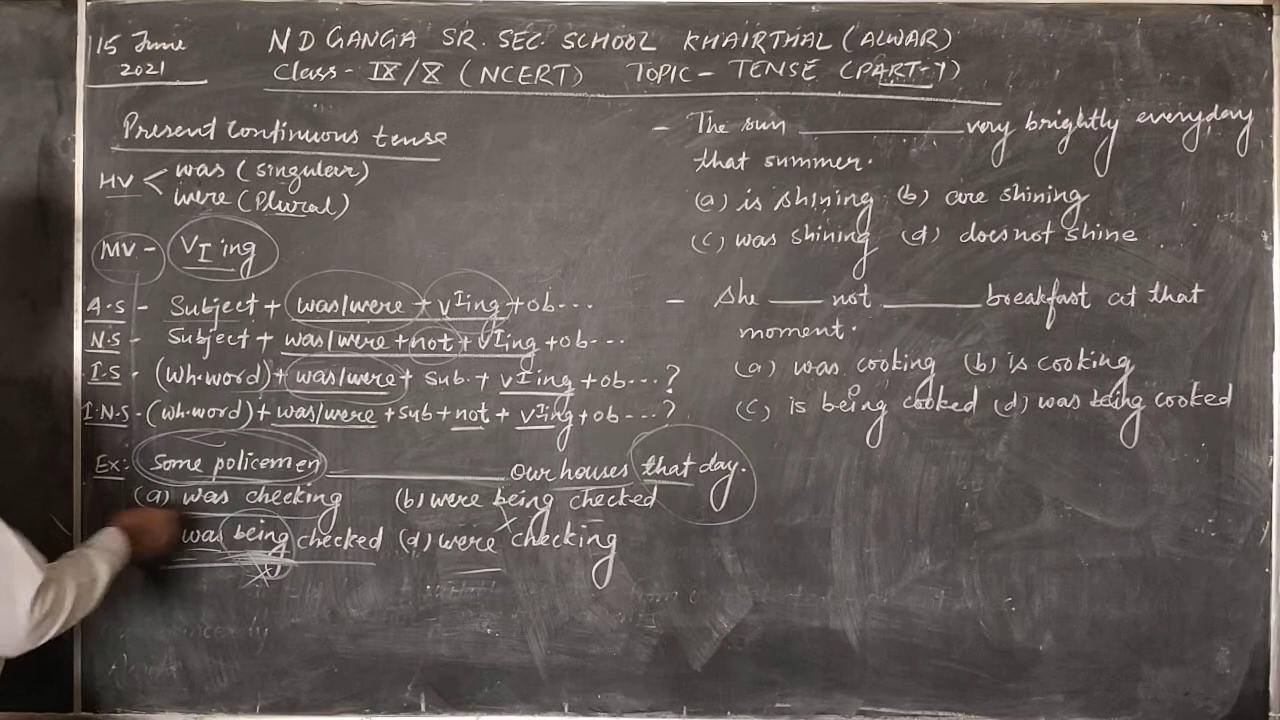 15 June
2021
N D GANGA SR. SEC. SCHOOL KHAIRTHAL (ALWAR)
Class - IX/X (NCERT) TOPIC - TENSE (PART-1)
Present continuous tense
HV < was (singular)
were (Plural)
MV - VI ing
A.S - Subject + was/were + VIing + ob...
N.S - Subject + was/were + not + VIing + ob...
I.S - (wh-word) + was/were + sub. + VIing + ob...?
I.N.S - (wh-word) + was/were + sub + not + VIing + ob...?
Ex: Some policemen __________ our houses that day.
(a) was checking (b) were being checked
was being checked (d) were checking
- The sun __________ very brightly everyday
that summer.
(a) is shining (b) are shining
(c) was shining (d) does not shine
- She ____ not ______ breakfast at that
moment.
(a) was cooking (b) is cooking
(c) is being cooked (d) was being cooked